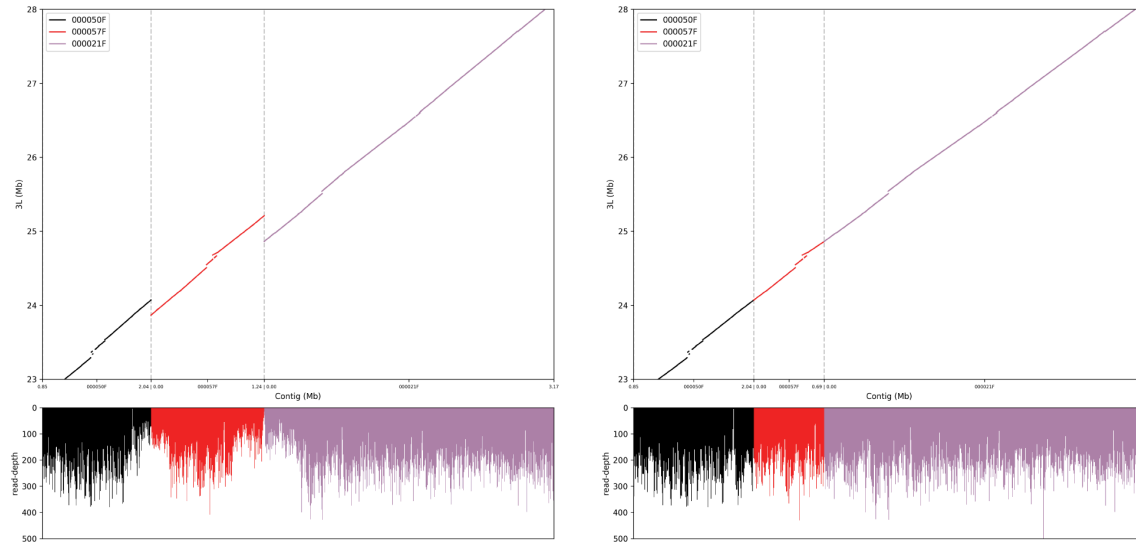 28
27
26
25
24
23
3L (Mb)
000050F
000057F
000021F
0.85
000050F
2.04 | 0.00
000057F
1.24 | 0.00
000021F
3.17
Contig (Mb)
0
100
200
300
400
500
read-depth
28
27
26
25
24
23
3L (Mb)
000050F
000057F
000021F
0.85
000050F
2.04 | 0.00
000057F
0.69 | 0.00
000021F
Contig (Mb)
0
100
200
300
400
500
read-depth